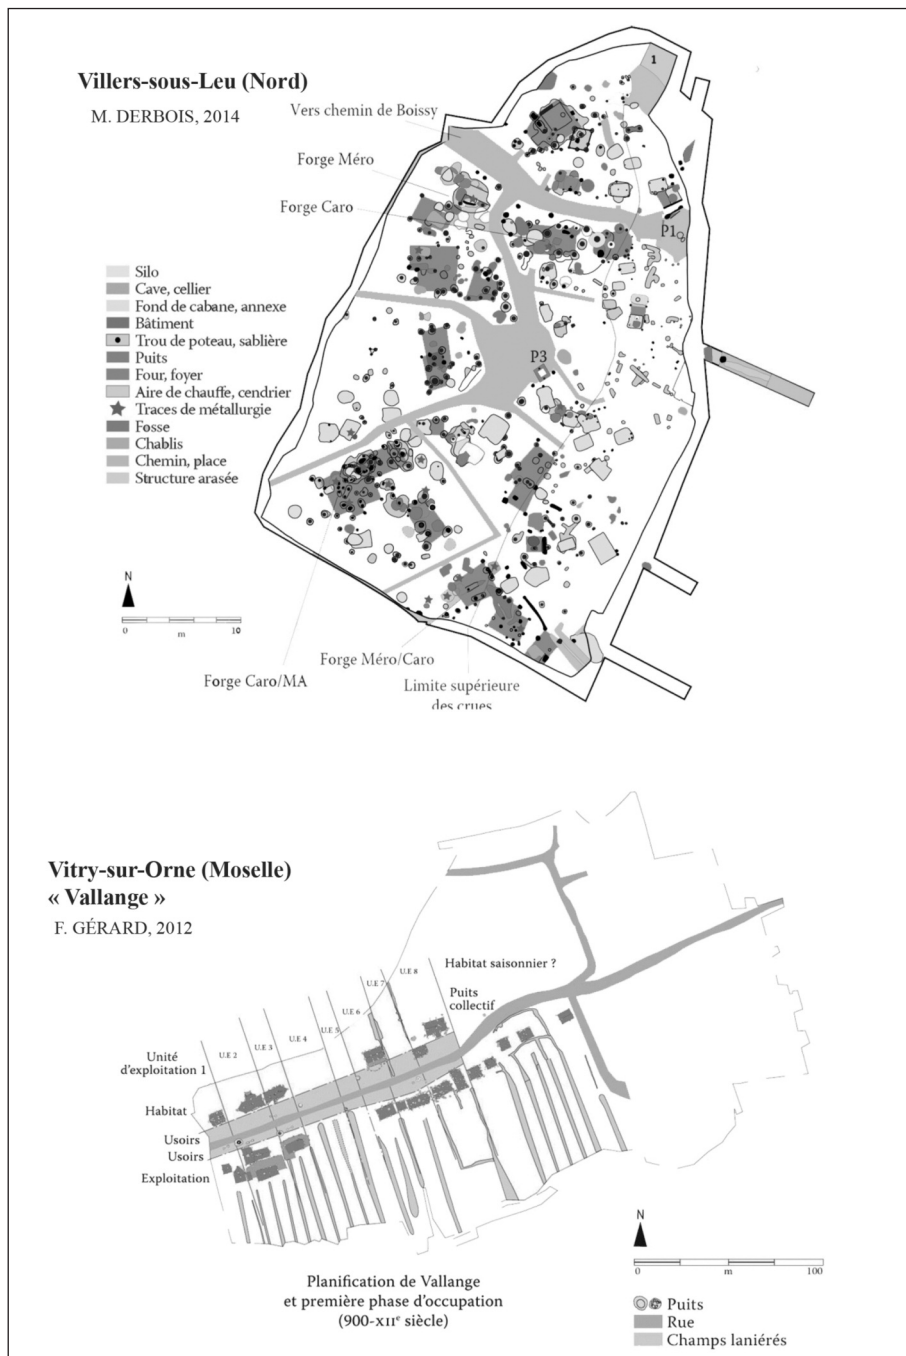 Villers-sous-Leu (Nord)
M. DERBOIS, 2014
1
Vers chemin de Boissy
Forge Méro
Forge Caro
P1
P3
Silo
Cave, cellier
Fond de cabane, annexe
Bâtiment
Trou de poteau, sablière
Puits
Four, foyer
Aire de chauffe, cendrier
Traces de métallurgie
Fosse
Chablis
Chemin, place
Structure arasée
N
0 m 10
Forge Caro/MA
Forge Méro/Caro
Limite supérieure
des crues
Vitry-sur-Orne (Moselle)
« Vallange »
F. GÉRARD, 2012
Habitat saisonnier ?
Puits
collectif
U.E 8
U.E 7
U.E 6
U.E 5
U.E 4
U.E 3
U.E 2
Unité
d'exploitation 1
Habitat
Usoirs
Usoirs
Exploitation
N
0 m 100
Planification de Vallange
et première phase d'occupation
(900-XIIe siècle)
Puits
Rue
Champs laniérés